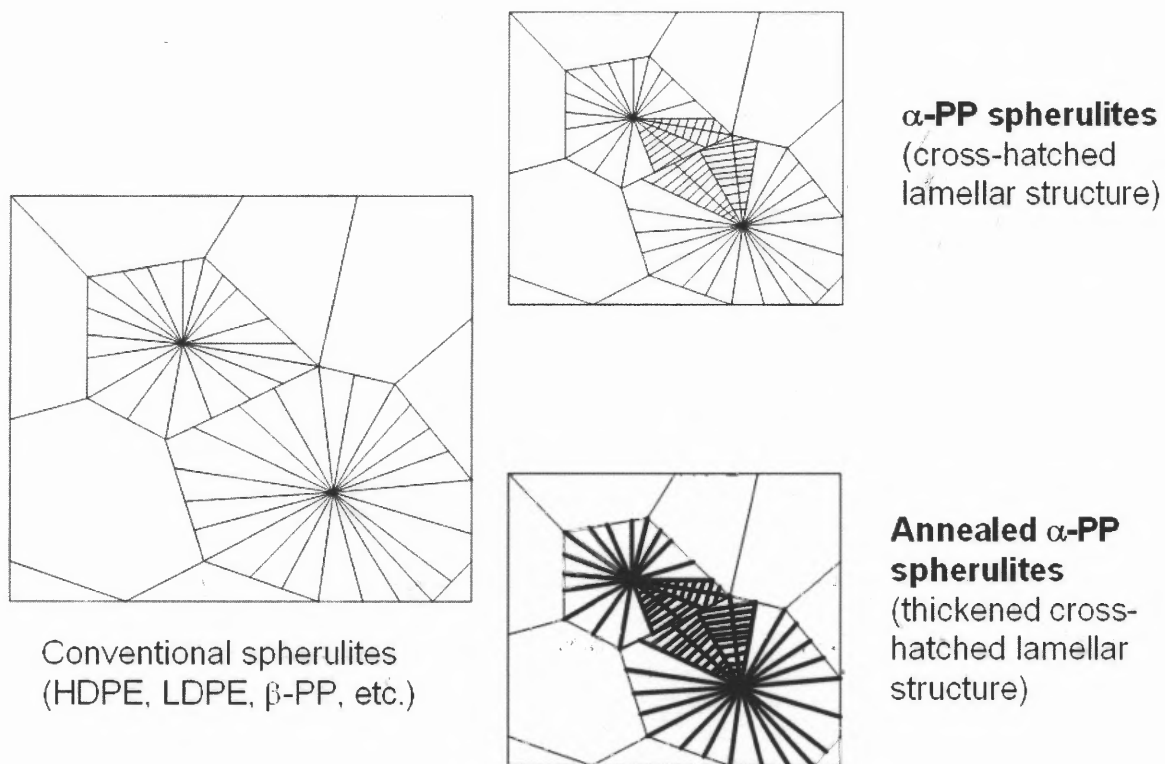 α-PP spherulites
(cross-hatched
lamellar structure)
Conventional spherulites
(HDPE, LDPE, β-PP, etc.)
Annealed α-PP
spherulites
(thickened cross-
hatched lamellar
structure)